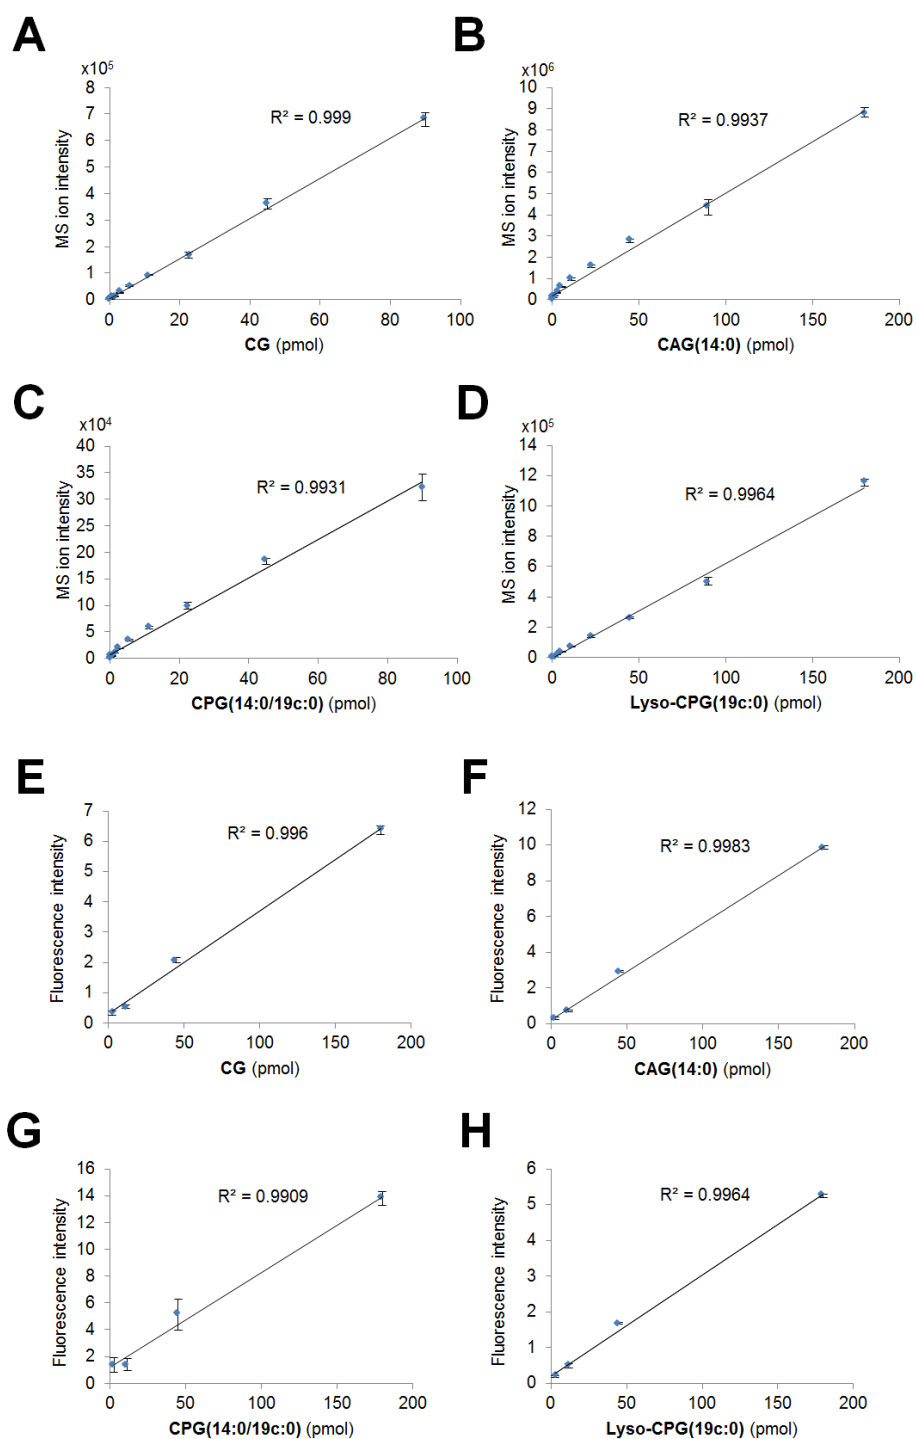 A
x10⁵
MS ion intensity
8
7
6
5
4
3
2
1
0
R² = 0.999
0 20 40 60 80 100
CG (pmol)
B
x10⁶
MS ion intensity
10
9
8
7
6
5
4
3
2
1
0
R² = 0.9937
0 50 100 150 200
CAG(14:0) (pmol)
C
x10⁴
MS ion intensity
40
35
30
25
20
15
10
5
0
R² = 0.9931
0 20 40 60 80 100
CPG(14:0/19c:0) (pmol)
D
x10⁵
MS ion intensity
14
12
10
8
6
4
2
0
R² = 0.9964
0 50 100 150 200
Lyso-CPG(19c:0) (pmol)
E
Fluorescence intensity
7
6
5
4
3
2
1
0
R² = 0.996
0 50 100 150 200
CG (pmol)
F
Fluorescence intensity
12
10
8
6
4
2
0
R² = 0.9983
0 50 100 150 200
CAG(14:0) (pmol)
G
Fluorescence intensity
16
14
12
10
8
6
4
2
0
R² = 0.9909
0 50 100 150 200
CPG(14:0/19c:0) (pmol)
H
Fluorescence intensity
6
5
4
3
2
1
0
R² = 0.9964
0 50 100 150 200
Lyso-CPG(19c:0) (pmol)